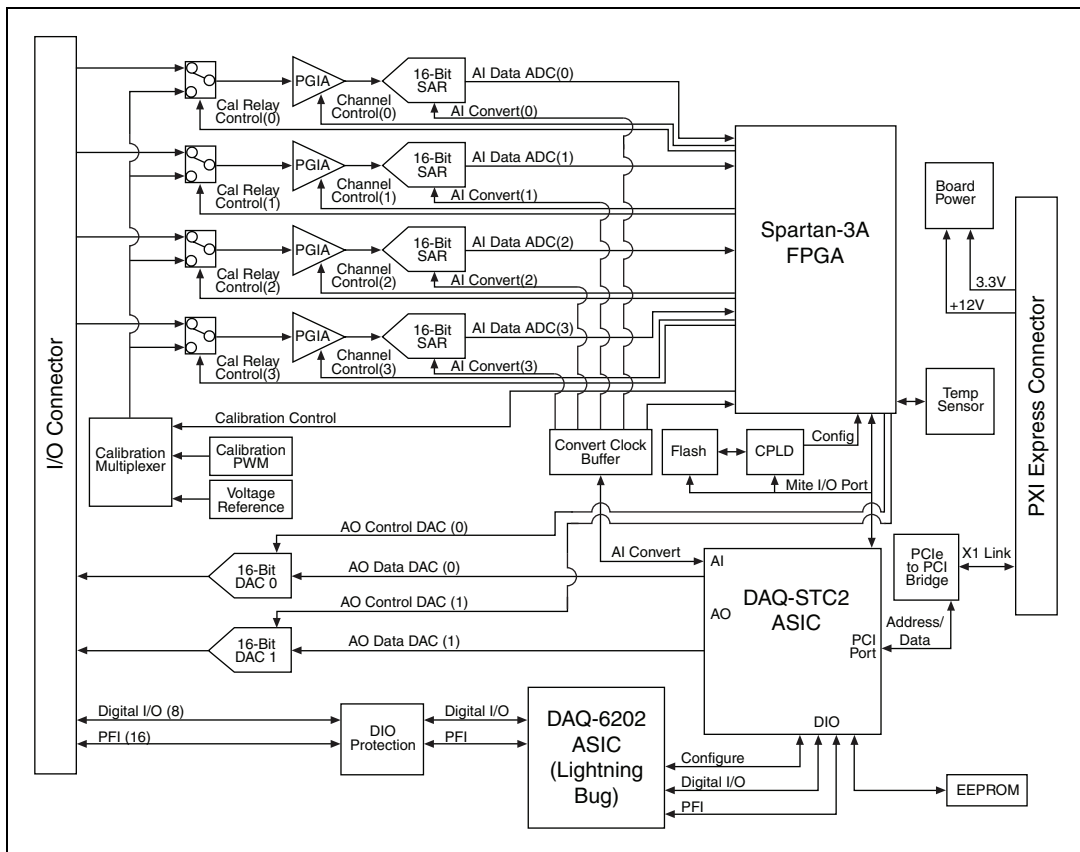 I/O Connector
PGIA
16-Bit
SAR
AI Data ADC(0)
Cal Relay
Control(0)
Channel
Control(0)
AI Convert(0)
PGIA
16-Bit
SAR
AI Data ADC(1)
Cal Relay
Control(1)
Channel
Control(1)
AI Convert(1)
PGIA
16-Bit
SAR
AI Data ADC(2)
Cal Relay
Control(2)
Channel
Control(2)
AI Convert(2)
PGIA
16-Bit
SAR
AI Data ADC(3)
Cal Relay
Control(3)
Channel
Control(3)
AI Convert(3)
Spartan-3A
FPGA
Board
Power
3.3V
+12V
PXI Express Connector
Temp
Sensor
Calibration Control
Calibration
Multiplexer
Calibration
PWM
Voltage
Reference
Convert Clock
Buffer
Flash
CPLD
Config
Mite I/O Port
AO Control DAC (0)
16-Bit
DAC 0
AO Data DAC (0)
AO Control DAC (1)
16-Bit
DAC 1
AO Data DAC (1)
AI Convert
AI
AO
DAQ-STC2
ASIC
PCI
Port
DIO
PCIe
to PCI
Bridge
X1 Link
Address/
Data
Digital I/O (8)
PFI (16)
DIO
Protection
Digital I/O
PFI
DAQ-6202
ASIC
(Lightning
Bug)
Configure
Digital I/O
PFI
EEPROM